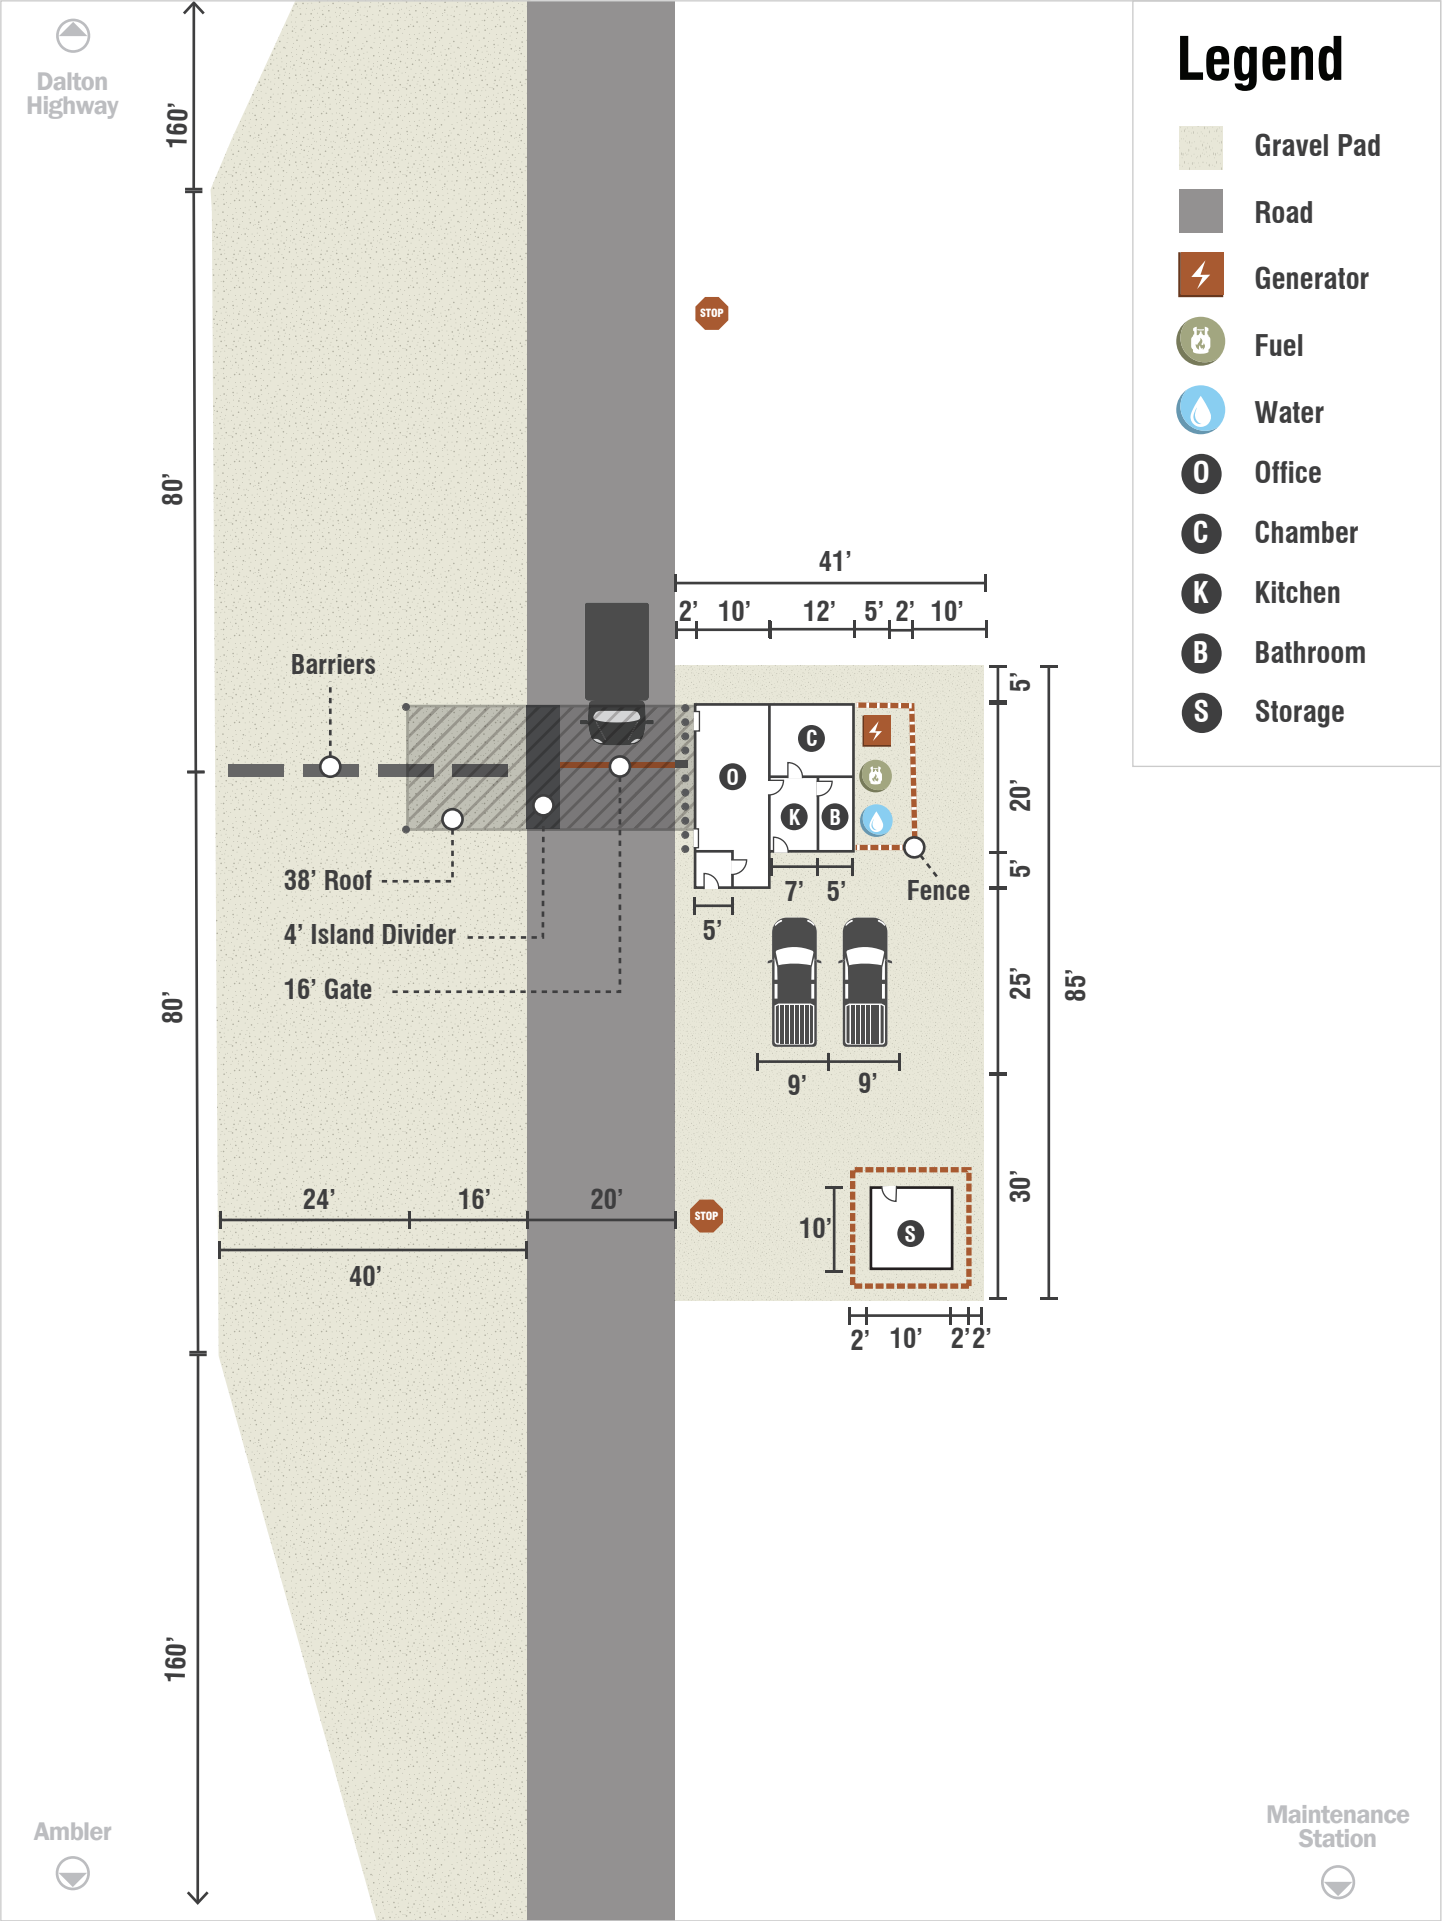 Dalton
Highway
160’
80’
80’
160’
Ambler
Maintenance
Station
Legend
Gravel Pad
Road
Generator
Fuel
Water
O
Office
C
Chamber
K
Kitchen
B
Bathroom
S
Storage
STOP
41’
2’ 10’ 12’ 5’ 2’ 10’
Barriers
5’
20’
5’
25’
30’
85’
C
O
K
B
7’ 5’
Fence
5’
38’ Roof
4’ Island Divider
16’ Gate
9’ 9’
24’ 16’ 20’
40’
STOP
10’
S
2’ 10’ 2’ 2’